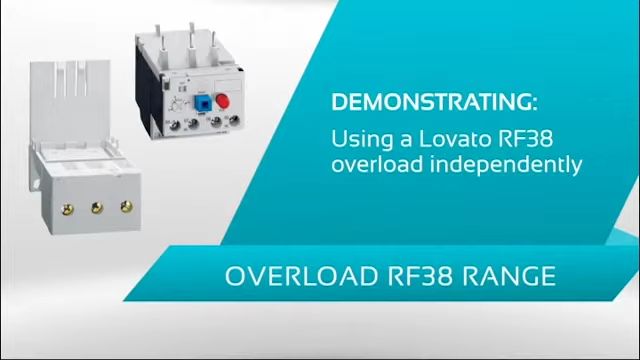 DEMONSTRATING:
Using a Lovato RF38
overload independently
OVERLOAD RF38 RANGE